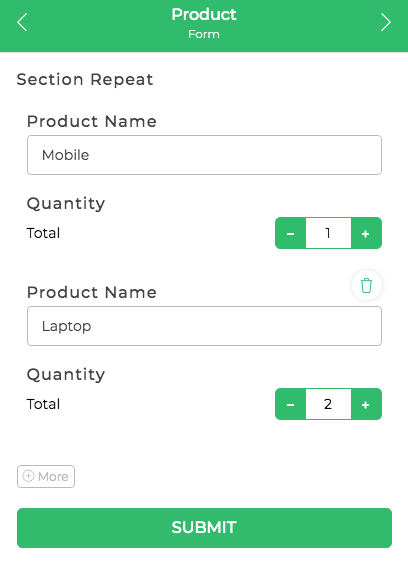 Product
Form
Section Repeat
Product Name
Mobile
Quantity
Total
− 1 +
Product Name
Laptop
Quantity
Total
− 2 +
More
SUBMIT